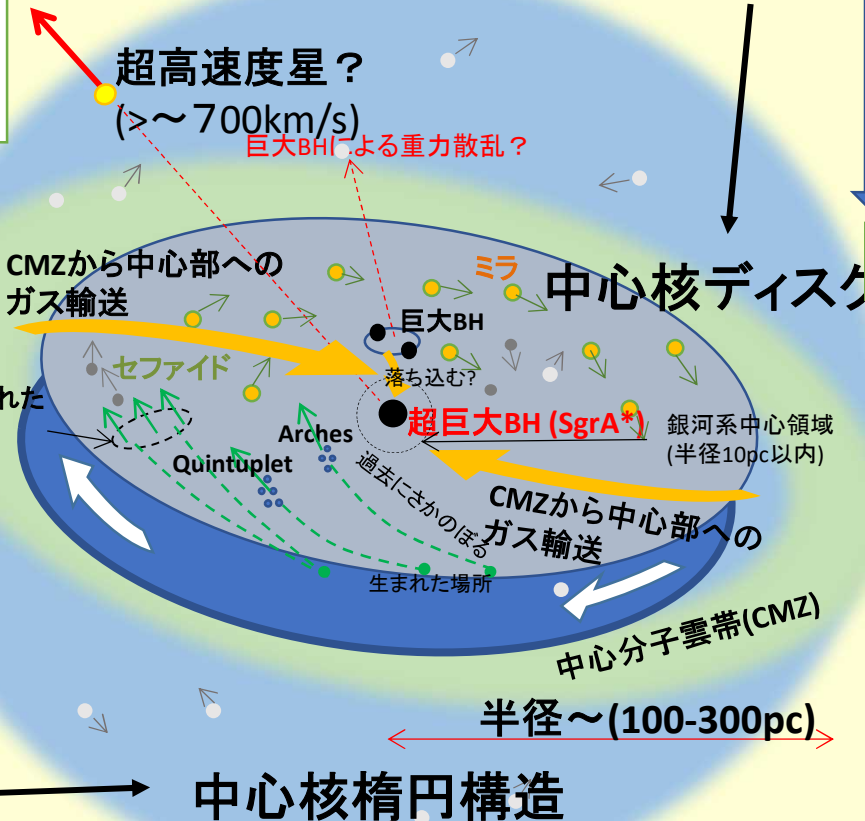 超高速度星？
(>～７00km/s)
巨大BHによる重力散乱？
CMZから中心部への
ガス輸送
ミラ
中心核ディスク
巨大BH
セファイド
落ち込む?
れた
超巨大BH (SgrA*)
銀河系中心領域
(半径10pc以内)
Arches
Quintuplet
過去にさかのぼる
CMZから中心部への
ガス輸送
生まれた場所
中心分子雲帯(CMZ)
半径～(100-300pc)
中心核楕円構造